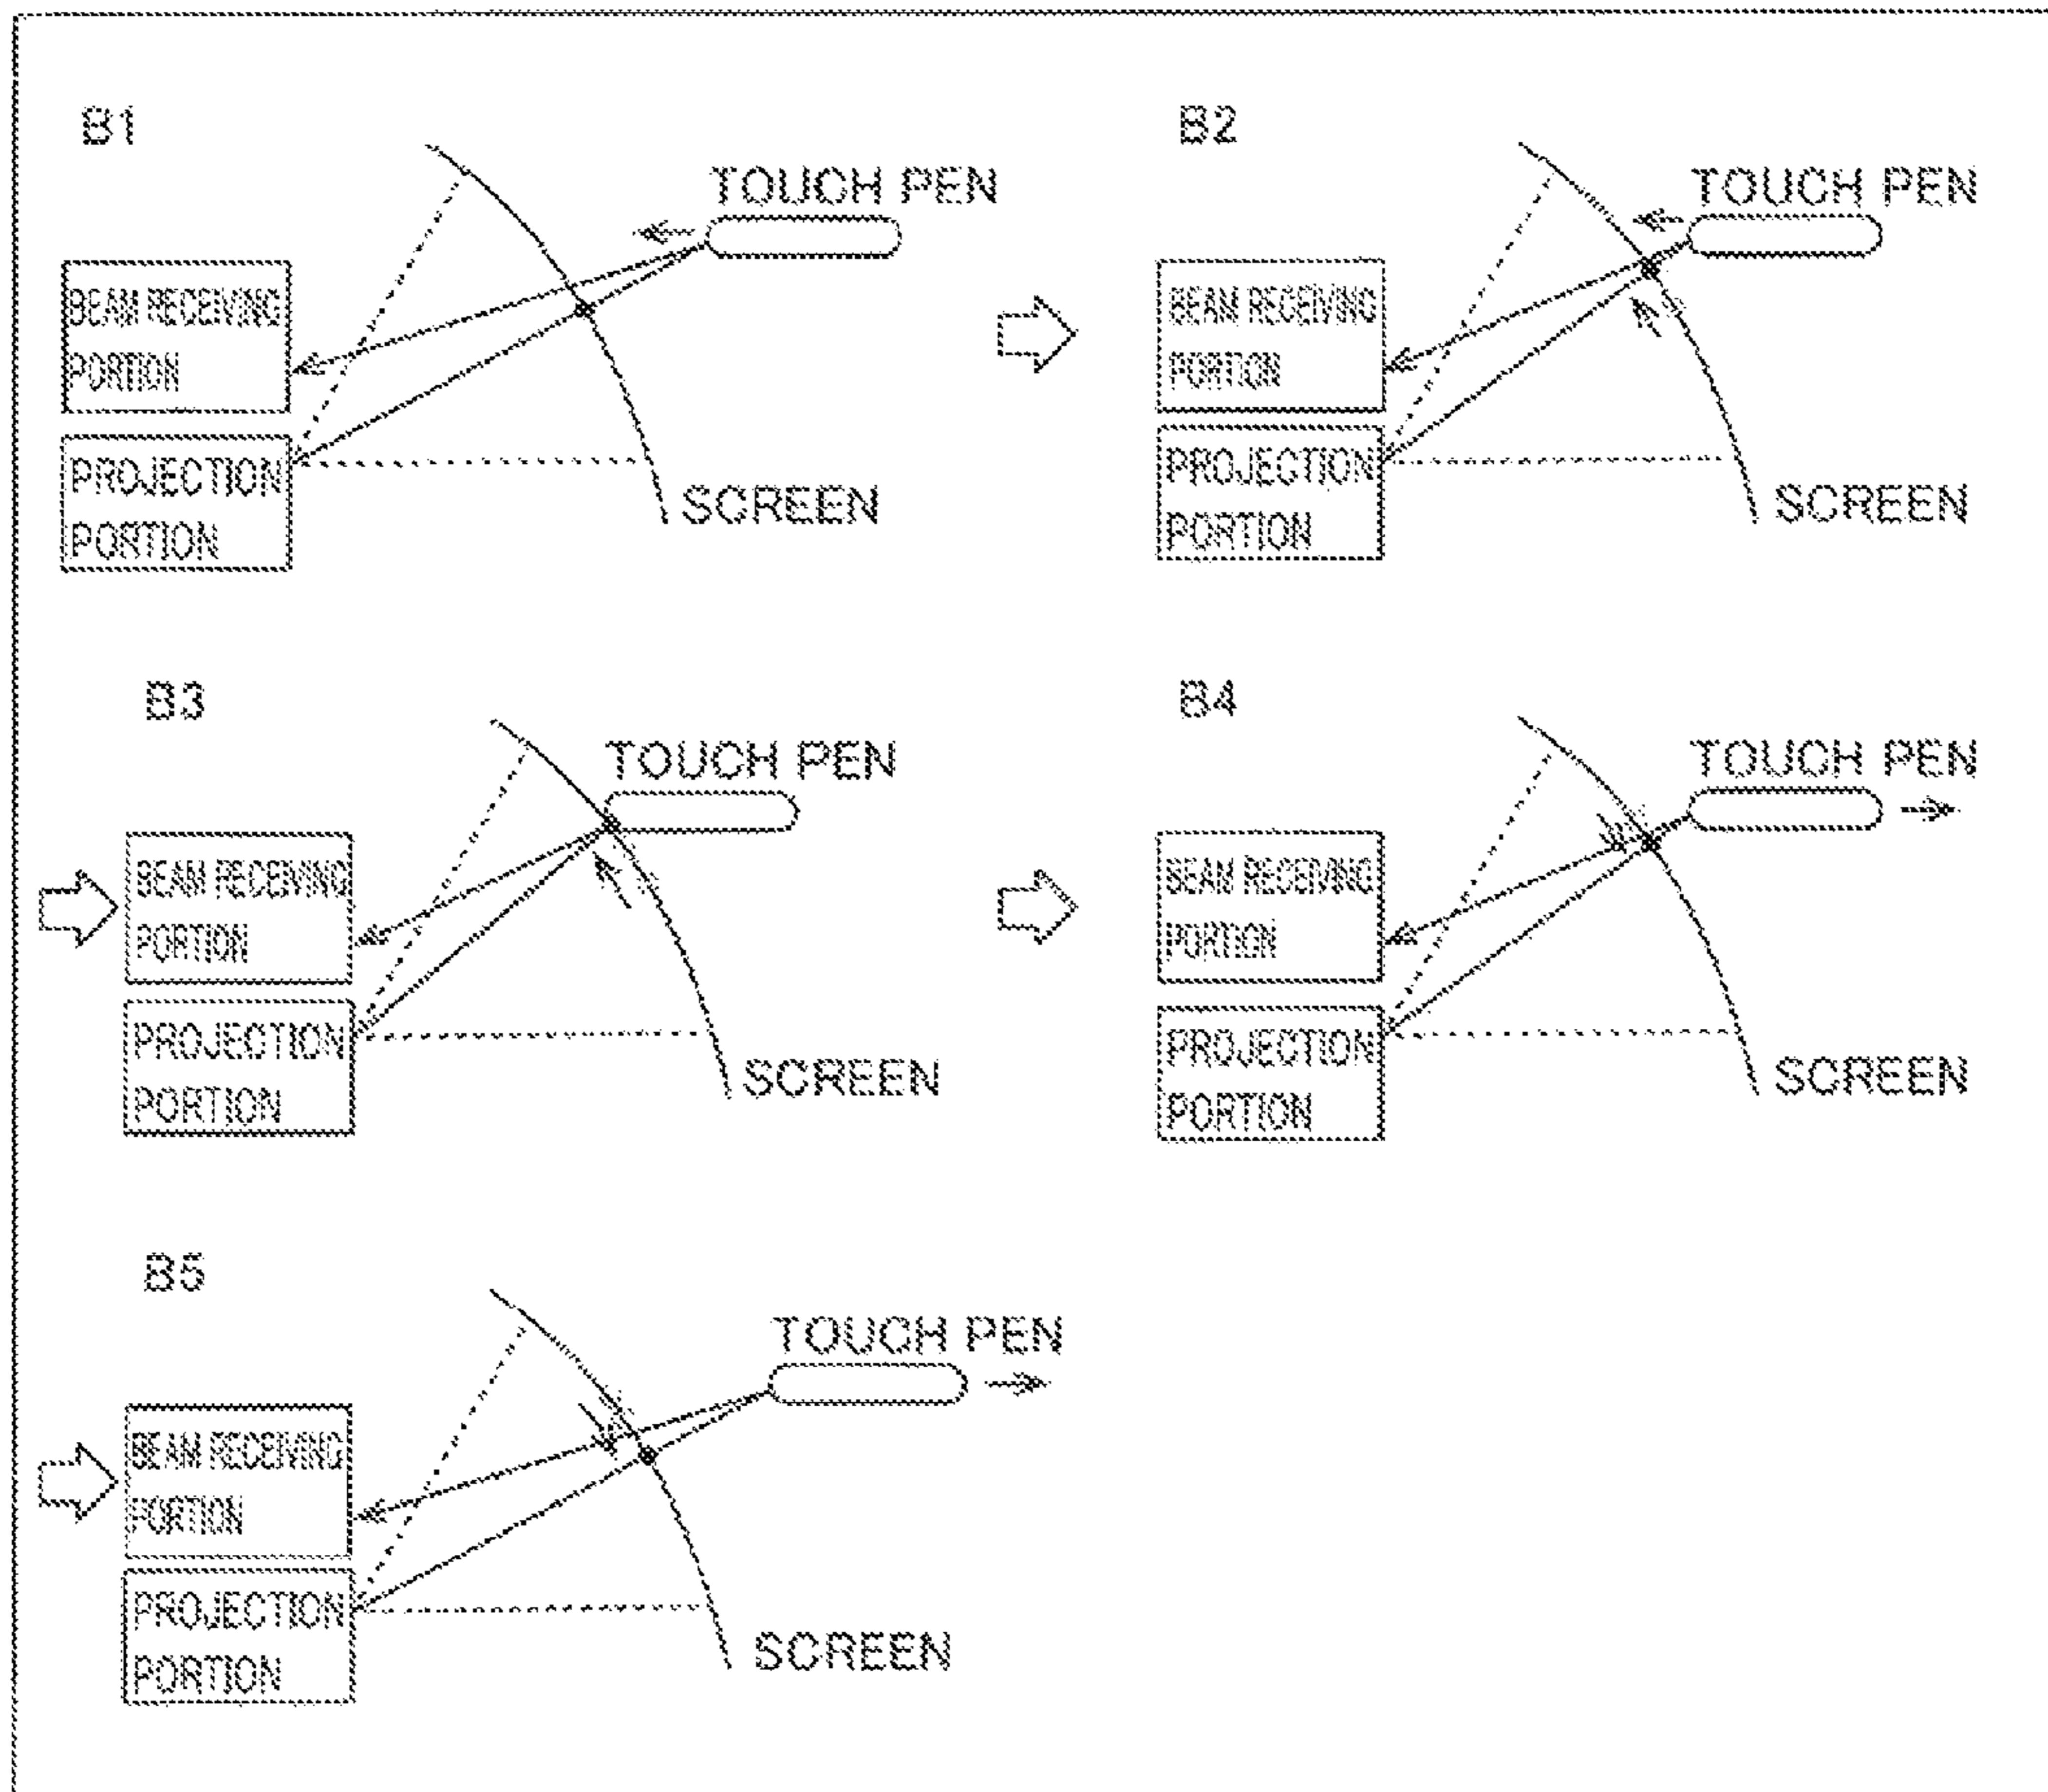 B1
TOUCH PEN
BEAM RECEIVING
PORTION
PROJECTION
PORTION
SCREEN
B2
TOUCH PEN
BEAM RECEIVING
PORTION
PROJECTION
PORTION
SCREEN
B3
TOUCH PEN
BEAM RECEIVING
PORTION
PROJECTION
PORTION
SCREEN
B4
TOUCH PEN
BEAM RECEIVING
PORTION
PROJECTION
PORTION
SCREEN
B5
TOUCH PEN
BEAM RECEIVING
PORTION
PROJECTION
PORTION
SCREEN